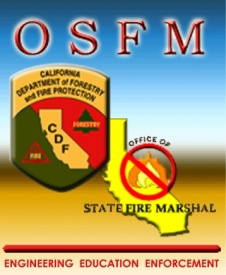 OSFM
CALIFORNIA
DEPARTMENT of FORESTRY
and FIRE PROTECTION
CDF
FORESTRY
FIRE
OFFICE OF
STATE FIRE MARSHAL
ENGINEERING EDUCATION ENFORCEMENT